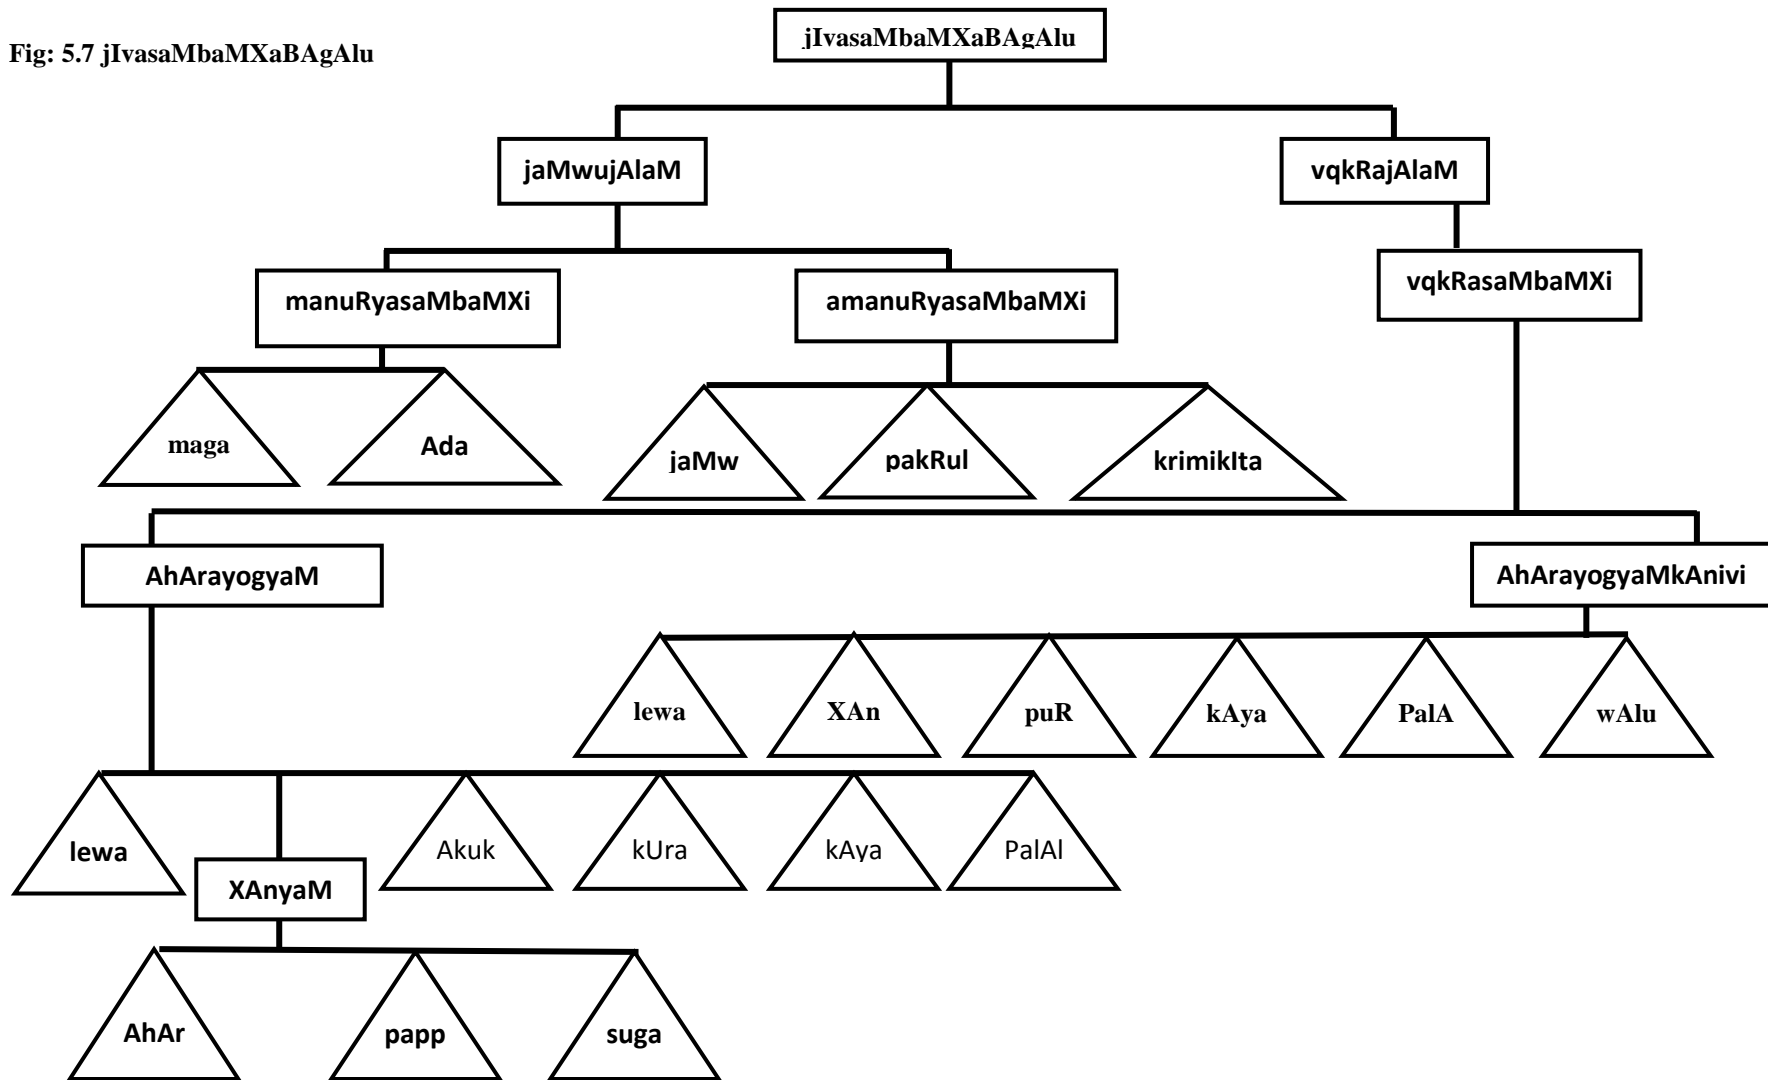 jIvasaMbaMXaBAgAlu
Fig: 5.7 jIvasaMbaMXaBAgAlu
jaMwujAlaM
vqkRajAlaM
manuRyasaMbaMXi
amanuRyasaMbaMXi
vqkRasaMbaMXi
maga
Ada
jaMw
pakRul
krimikIta
AhArayogyaM
AhArayogyaMkAnivi
lewa
XAn
puR
kAya
PalA
wAlu
lewa
XAnyaM
Akuk
kUra
kAya
PalAl
AhAr
papp
suga